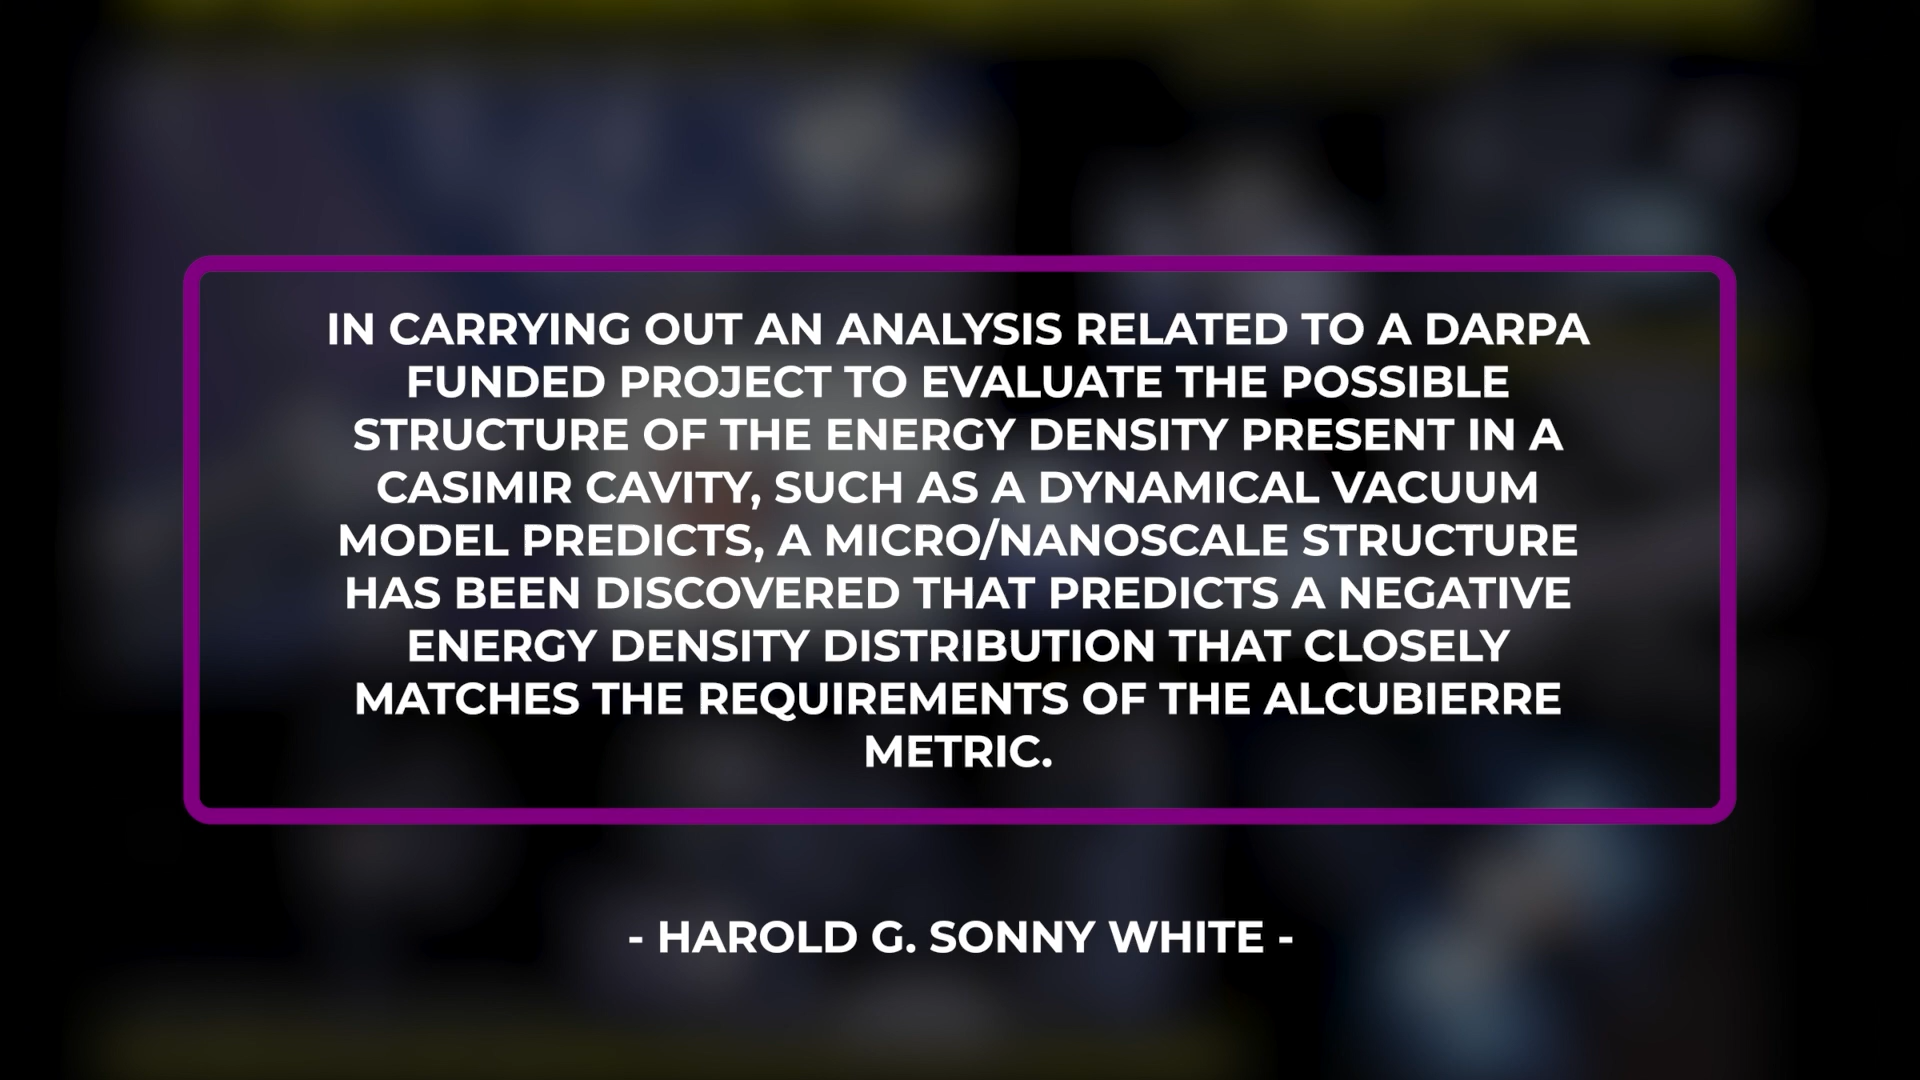 IN CARRYING OUT AN ANALYSIS RELATED TO A DARPA
FUNDED PROJECT TO EVALUATE THE POSSIBLE
STRUCTURE OF THE ENERGY DENSITY PRESENT IN A
CASIMIR CAVITY, SUCH AS A DYNAMICAL VACUUM
MODEL PREDICTS, A MICRO/NANOSCALE STRUCTURE
HAS BEEN DISCOVERED THAT PREDICTS A NEGATIVE
ENERGY DENSITY DISTRIBUTION THAT CLOSELY
MATCHES THE REQUIREMENTS OF THE ALCUBIERRE
METRIC.
- HAROLD G. SONNY WHITE -